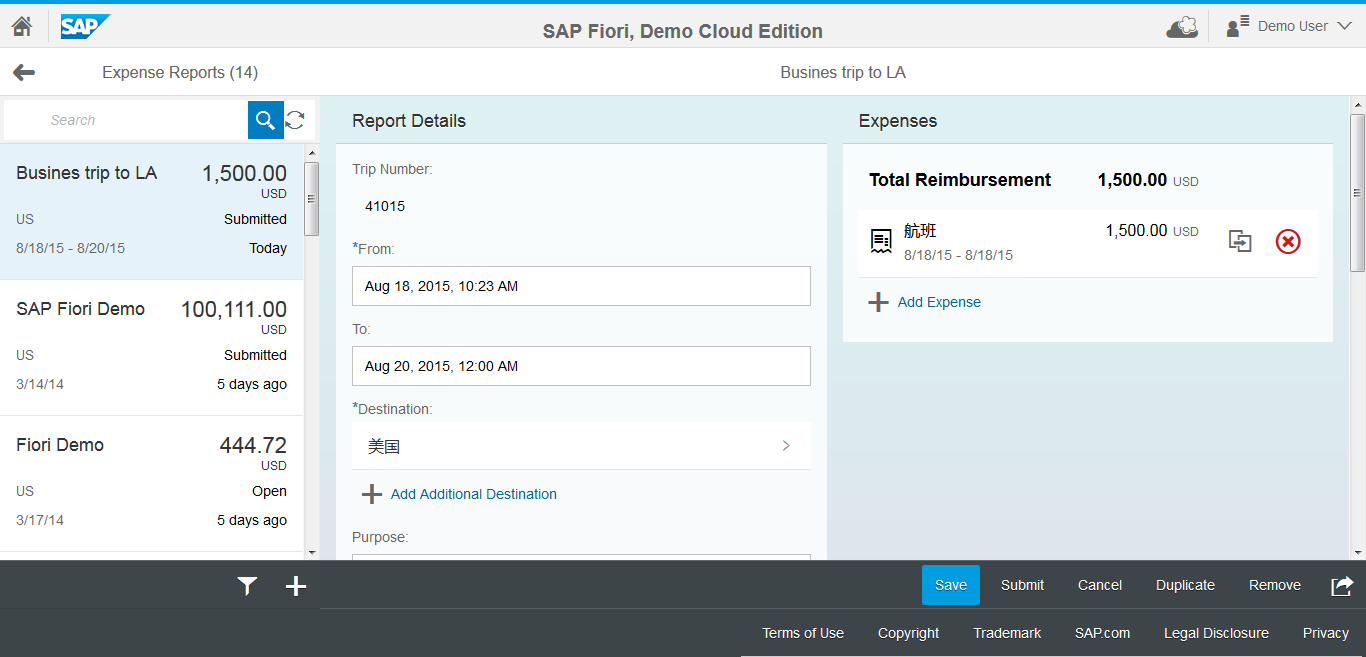 SAP
SAP Fiori, Demo Cloud Edition
Demo User
Expense Reports (14)
Busines trip to LA
Search
Busines trip to LA 1,500.00
USD
US Submitted
8/18/15 - 8/20/15 Today
SAP Fiori Demo 100,111.00
USD
US Submitted
3/14/14 5 days ago
Fiori Demo 444.72
USD
US Open
3/17/14 5 days ago
Report Details
Trip Number:
41015
*From:
Aug 18, 2015, 10:23 AM
To:
Aug 20, 2015, 12:00 AM
*Destination:
美国
Add Additional Destination
Purpose:
Expenses
Total Reimbursement 1,500.00 USD
航班 1,500.00 USD
8/18/15 - 8/18/15
Add Expense
Save Submit Cancel Duplicate Remove
Terms of Use Copyright Trademark SAP.com Legal Disclosure Privacy